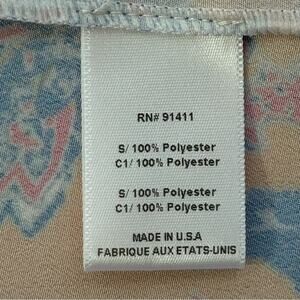 RN# 91411
S/ 100% Polyester
C1/ 100% Polyester
S/ 100% Polyester
C1/ 100% Polyester
MADE IN U.S.A
FABRIQUE AUX ETATS-UNIS